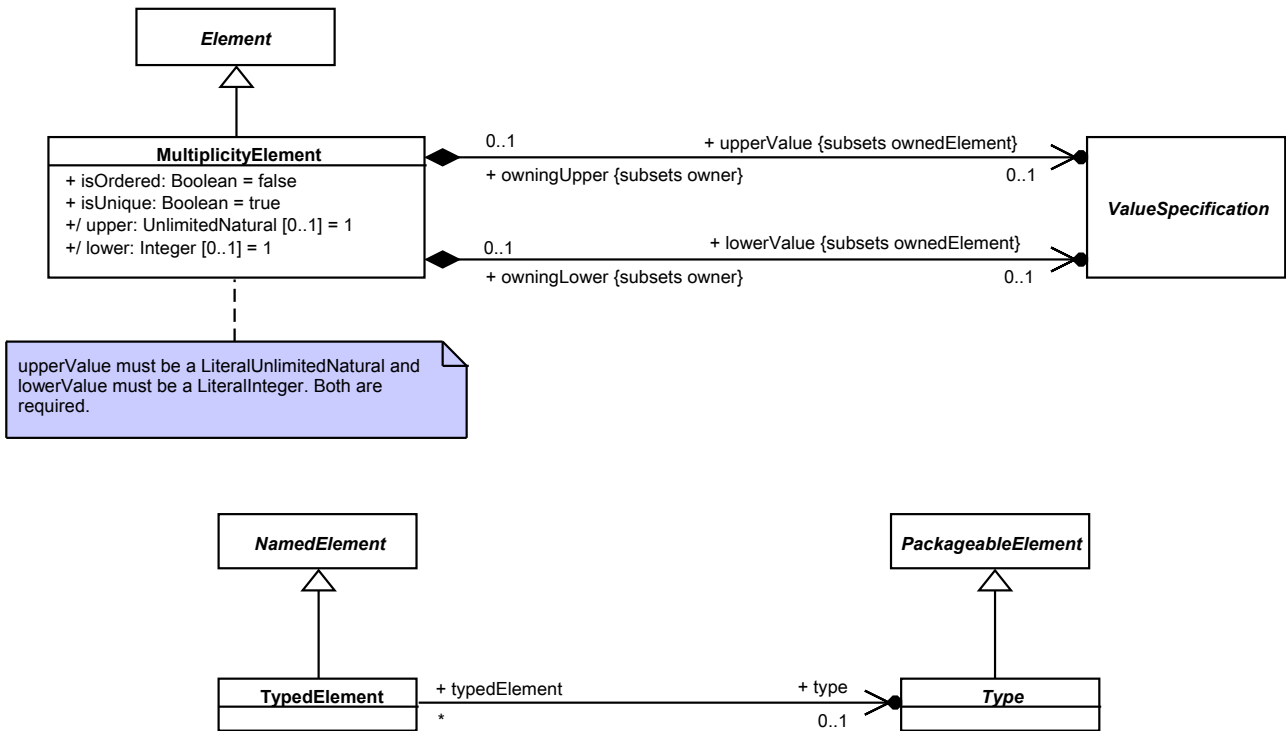 Element
MultiplicityElement
+ isOrdered: Boolean = false
+ isUnique: Boolean = true
+/ upper: UnlimitedNatural [0..1] = 1
+/ lower: Integer [0..1] = 1
0..1
+ upperValue {subsets ownedElement}
+ owningUpper {subsets owner}
0..1
0..1
+ lowerValue {subsets ownedElement}
+ owningLower {subsets owner}
0..1
ValueSpecification
upperValue must be a LiteralUnlimitedNatural and
lowerValue must be a LiteralInteger. Both are
required.
NamedElement
PackageableElement
TypedElement
+ typedElement
+ type
*
0..1
Type